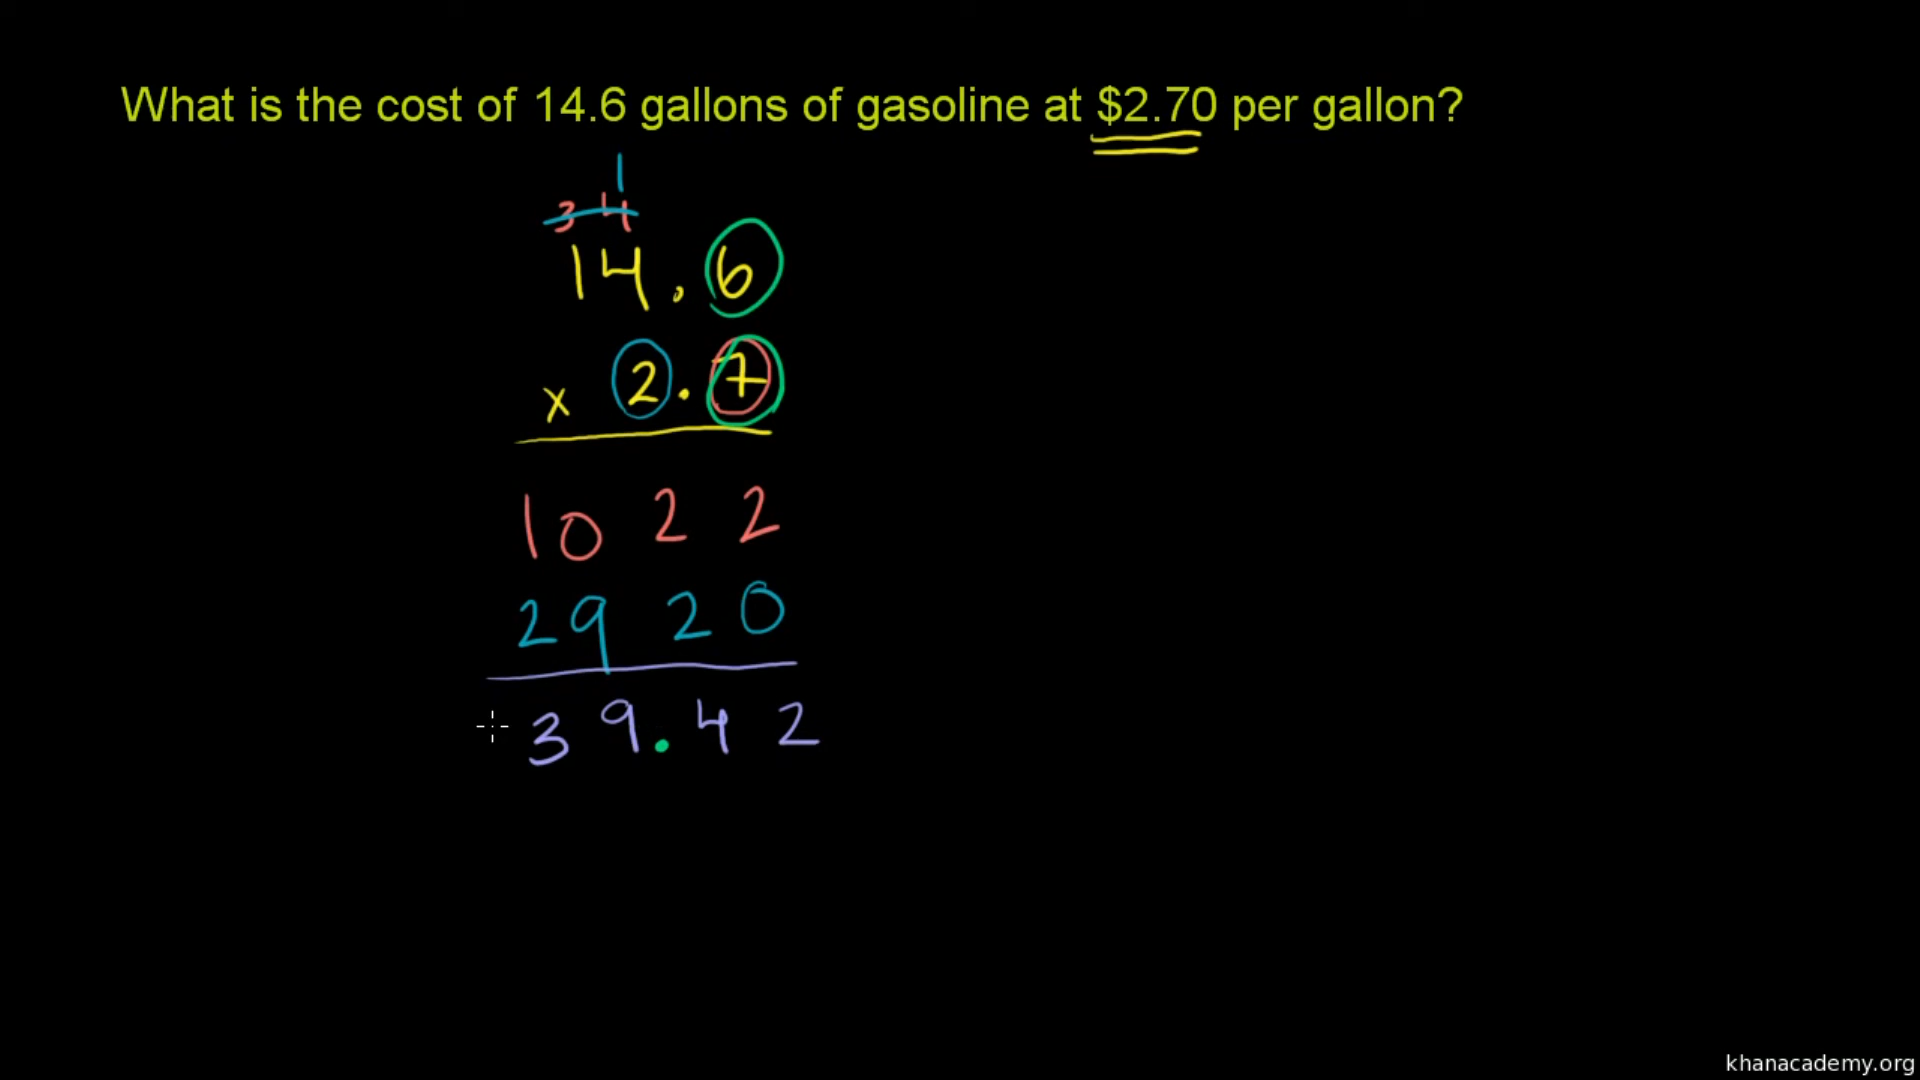 What is the cost of 14.6 gallons of gasoline at $2.70 per gallon?
1
3 4
14.6
x 2.7
1022
2920
39.42
khanacademy.org